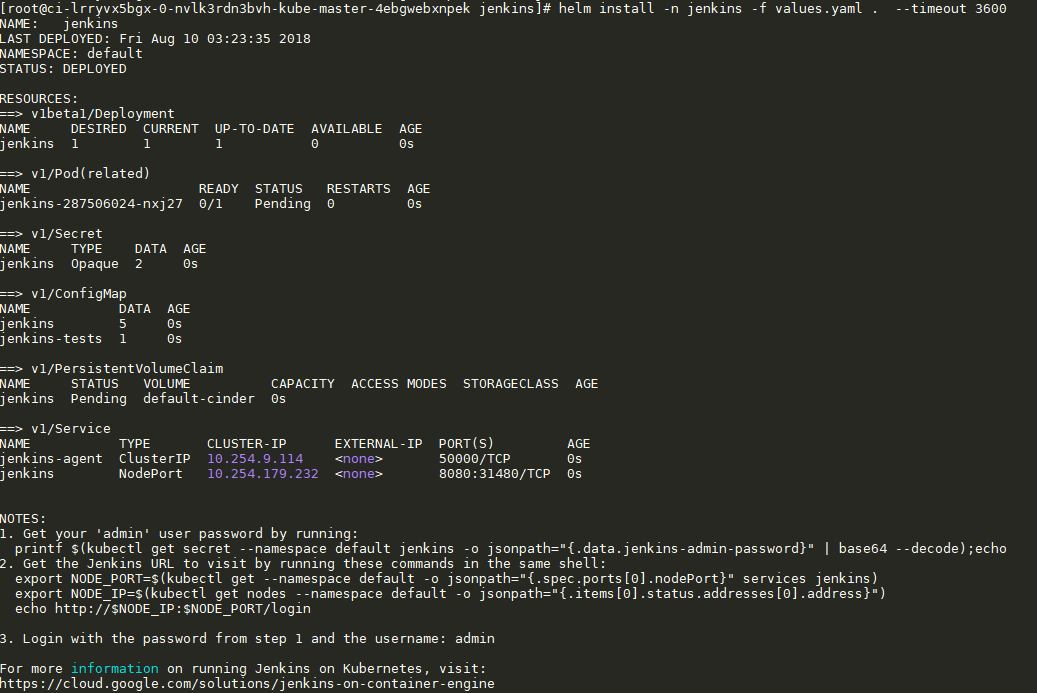 [root@ci-lrryvx5bgx-0-nvlk3rdn3bvh-kube-master-4ebgwebxnpek jenkins]# helm install -n jenkins -f values.yaml .  --timeout 3600
NAME:   jenkins
LAST DEPLOYED: Fri Aug 10 03:23:35 2018
NAMESPACE: default
STATUS: DEPLOYED

RESOURCES:
==> v1beta1/Deployment
NAME     DESIRED  CURRENT  UP-TO-DATE  AVAILABLE  AGE
jenkins  1        1        1           0          0s

==> v1/Pod(related)
NAME                     READY  STATUS   RESTARTS  AGE
jenkins-287506024-nxj27  0/1    Pending  0         0s

==> v1/Secret
NAME     TYPE    DATA  AGE
jenkins  Opaque  2     0s

==> v1/ConfigMap
NAME           DATA  AGE
jenkins        5     0s
jenkins-tests  1     0s

==> v1/PersistentVolumeClaim
NAME     STATUS   VOLUME          CAPACITY  ACCESS MODES  STORAGECLASS  AGE
jenkins  Pending  default-cinder  0s

==> v1/Service
NAME           TYPE       CLUSTER-IP      EXTERNAL-IP  PORT(S)         AGE
jenkins-agent  ClusterIP  10.254.9.114    <none>       50000/TCP       0s
jenkins        NodePort   10.254.179.232  <none>       8080:31480/TCP  0s


NOTES:
1. Get your 'admin' user password by running:
  printf $(kubectl get secret --namespace default jenkins -o jsonpath="{.data.jenkins-admin-password}" | base64 --decode);echo
2. Get the Jenkins URL to visit by running these commands in the same shell:
  export NODE_PORT=$(kubectl get --namespace default -o jsonpath="{.spec.ports[0].nodePort}" services jenkins)
  export NODE_IP=$(kubectl get nodes --namespace default -o jsonpath="{.items[0].status.addresses[0].address}")
  echo http://$NODE_IP:$NODE_PORT/login

3. Login with the password from step 1 and the username: admin

For more information on running Jenkins on Kubernetes, visit:
https://cloud.google.com/solutions/jenkins-on-container-engine